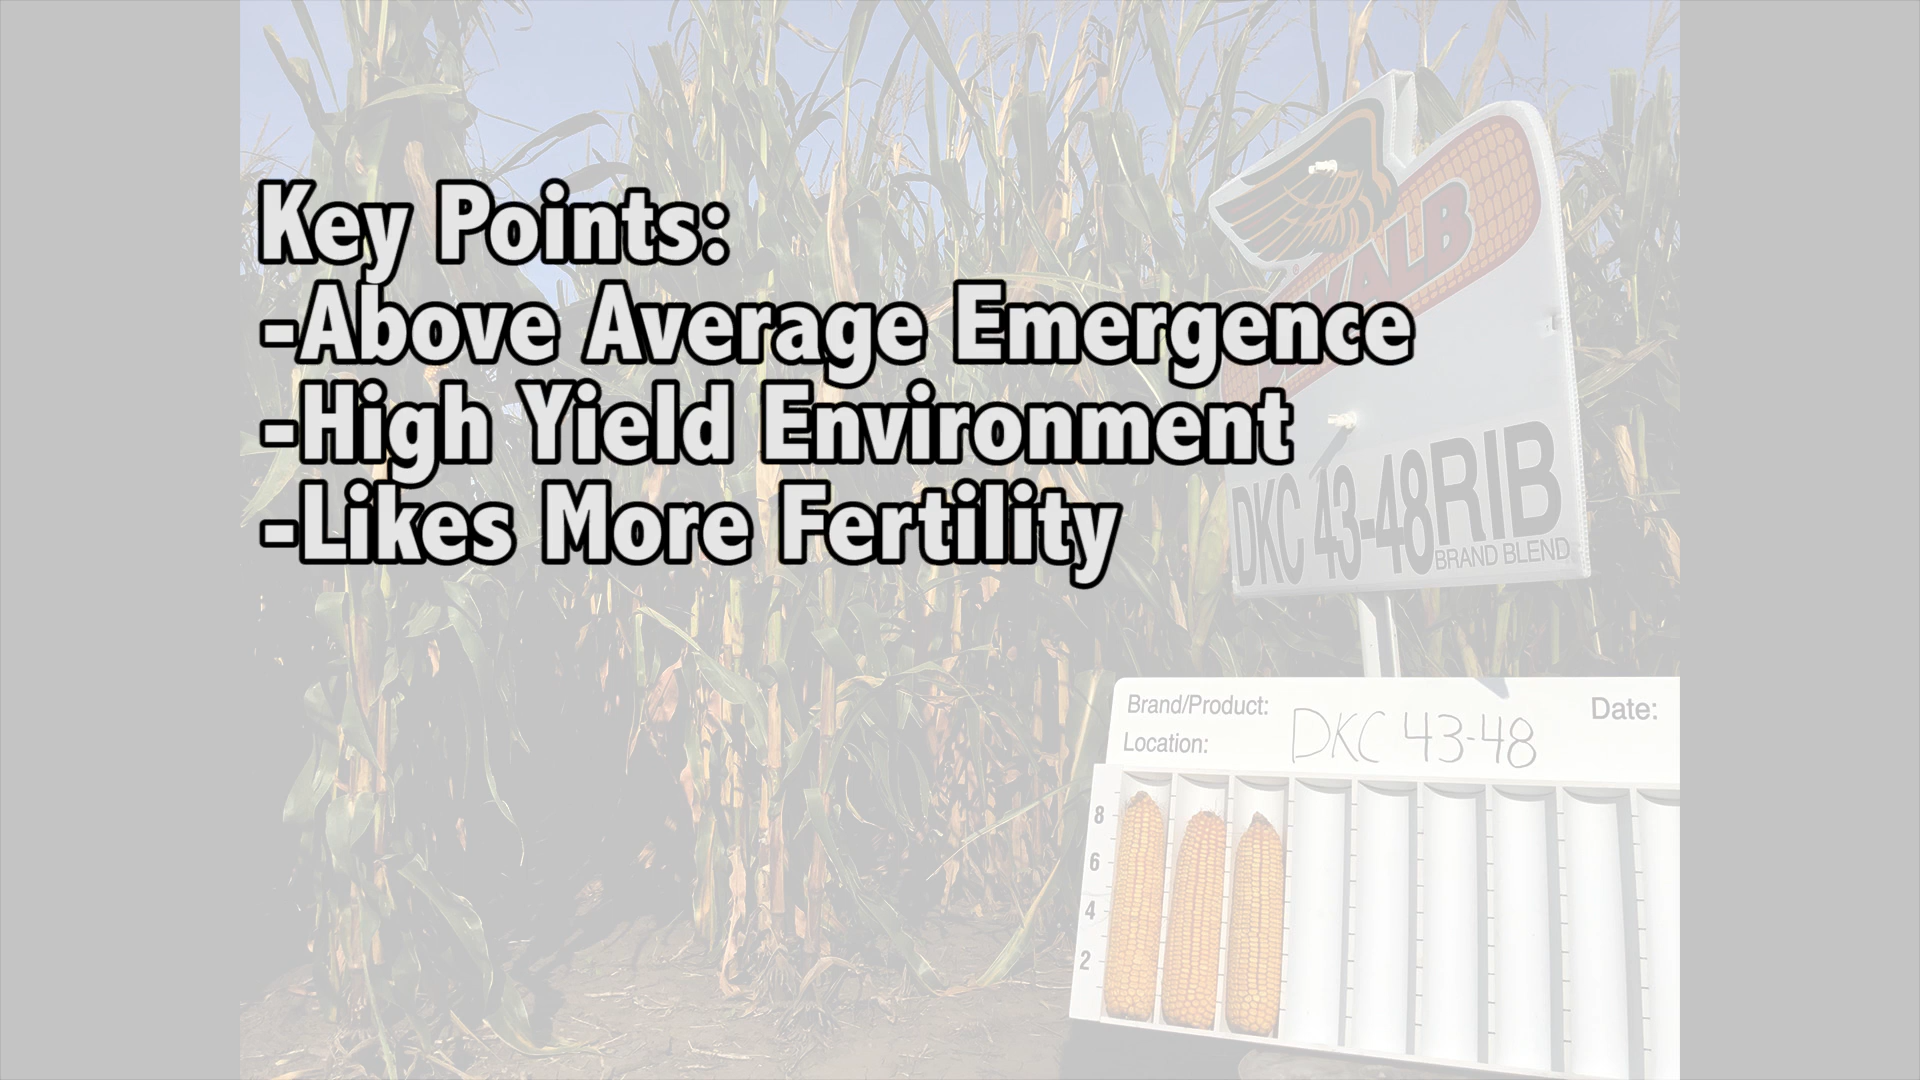 Key Points:
-Above Average Emergence
-High Yield Environment
-Likes More Fertility
DKC 43-48RIB
BRAND BLEND
Brand/Product:
DKC 43-48
Date:
Location:
8
6
4
2